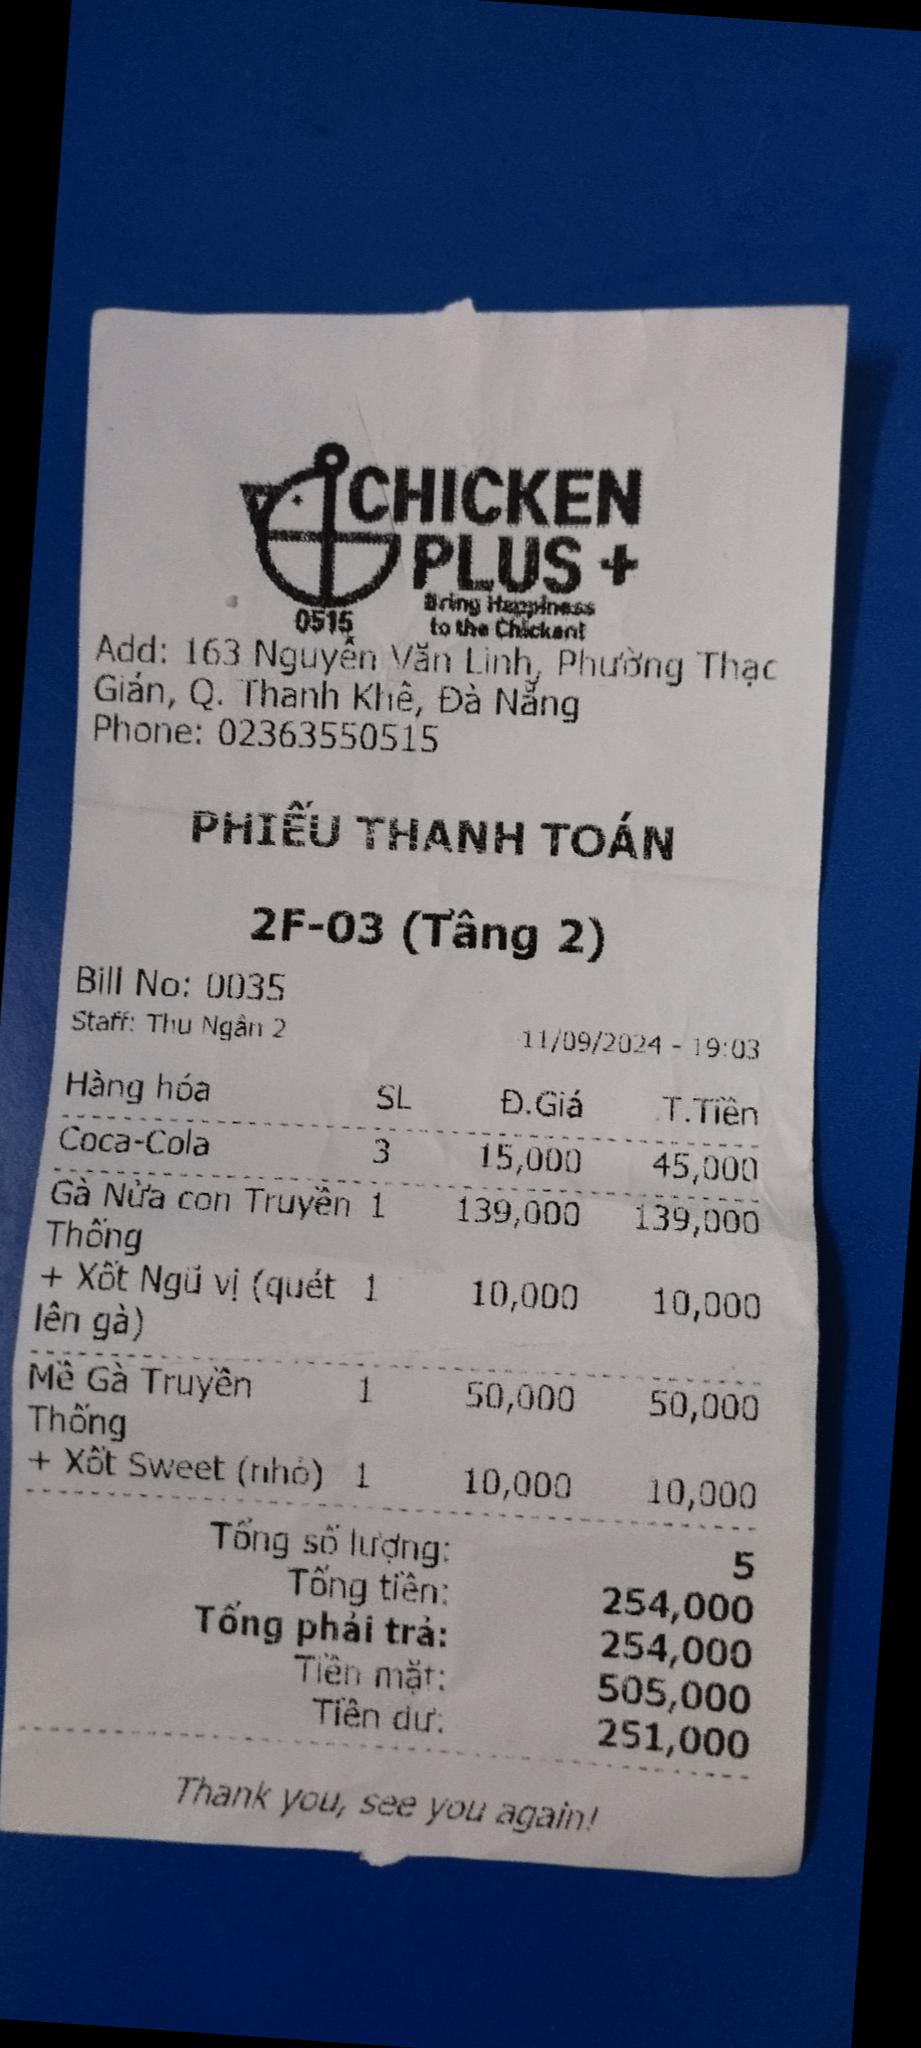 CHICKEN
PLUS +
Bring Happiness
to the Chicken!
0515
Add: 163 Nguyễn Văn Linh, Phường Thạc
Gián, Q. Thanh Khê, Đà Nẵng
Phone: 02363550515
PHIẾU THANH TOÁN
2F-03 (Tầng 2)
Bill No: 0035
Staff: Thu Ngân 2 11/09/2024 - 19:03
Hàng hóa SL Đ.Giá T.Tiền
Coca-Cola 3 15,000 45,000
Gà Nửa con Truyền 1 139,000 139,000
Thống
+ Xốt Ngũ vị (quét 1 10,000 10,000
lên gà)
Mề Gà Truyền 1 50,000 50,000
Thống
+ Xốt Sweet (nhỏ) 1 10,000 10,000
Tổng số lượng: 5
Tổng tiền: 254,000
Tổng phải trả: 254,000
Tiền mặt: 505,000
Tiền dư: 251,000
Thank you, see you again!